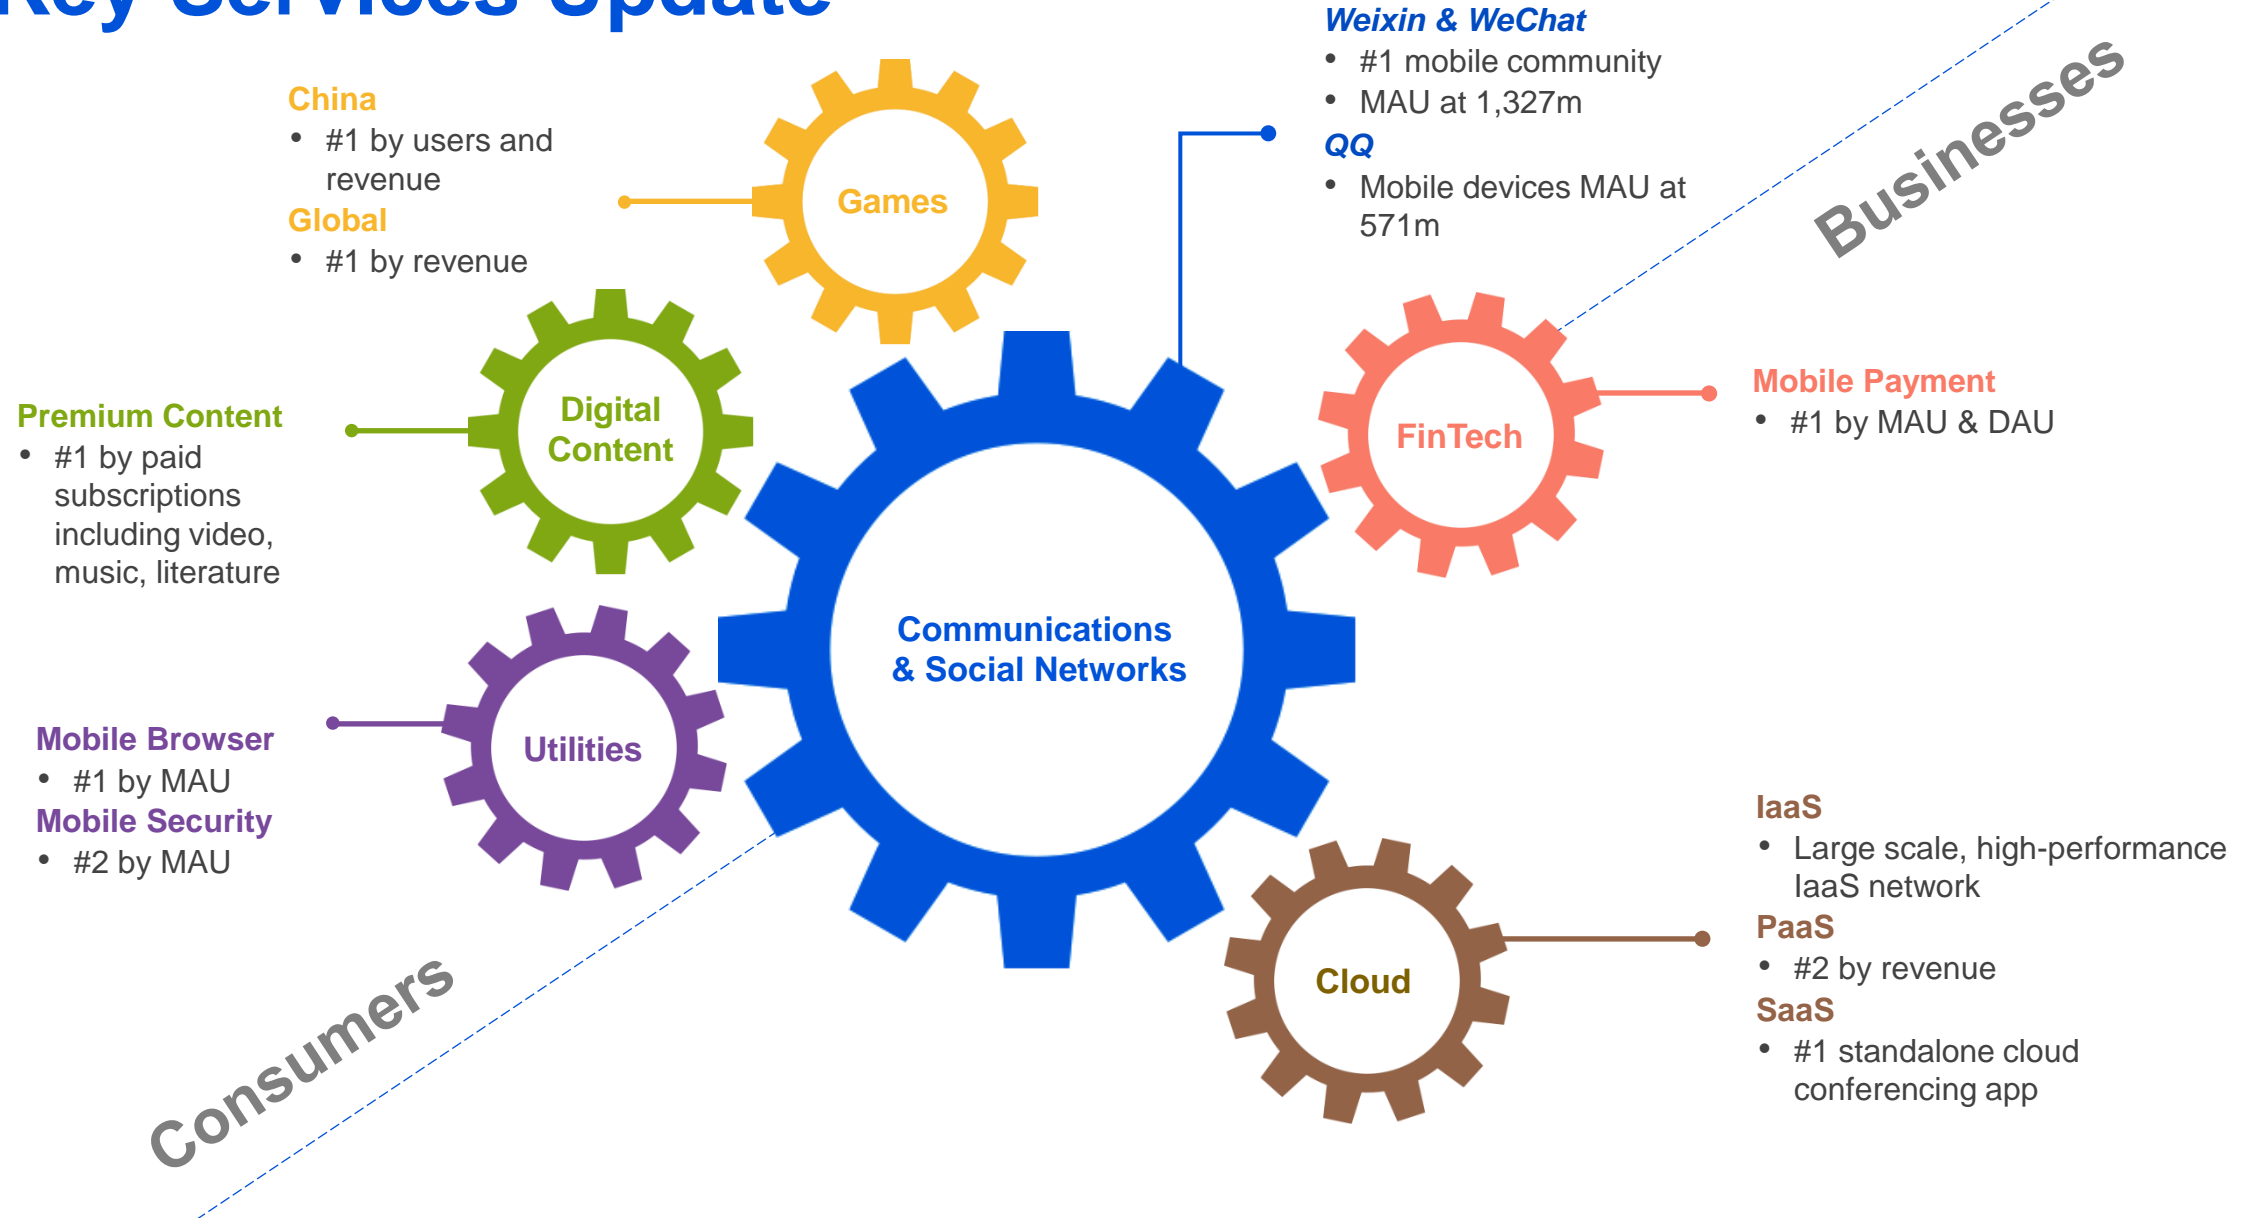 Key Services Update
China
• #1 by users and
revenue
Global
• #1 by revenue
Games
Weixin & WeChat
• #1 mobile community
• MAU at 1,327m
QQ
• Mobile devices MAU at
571m
Businesses
Premium Content
• #1 by paid
subscriptions
including video,
music, literature
Digital
Content
FinTech
Mobile Payment
• #1 by MAU & DAU
Communications
& Social Networks
Mobile Browser
• #1 by MAU
Mobile Security
• #2 by MAU
Utilities
Cloud
IaaS
• Large scale, high-performance
IaaS network
PaaS
• #2 by revenue
SaaS
• #1 standalone cloud
conferencing app
Consumers